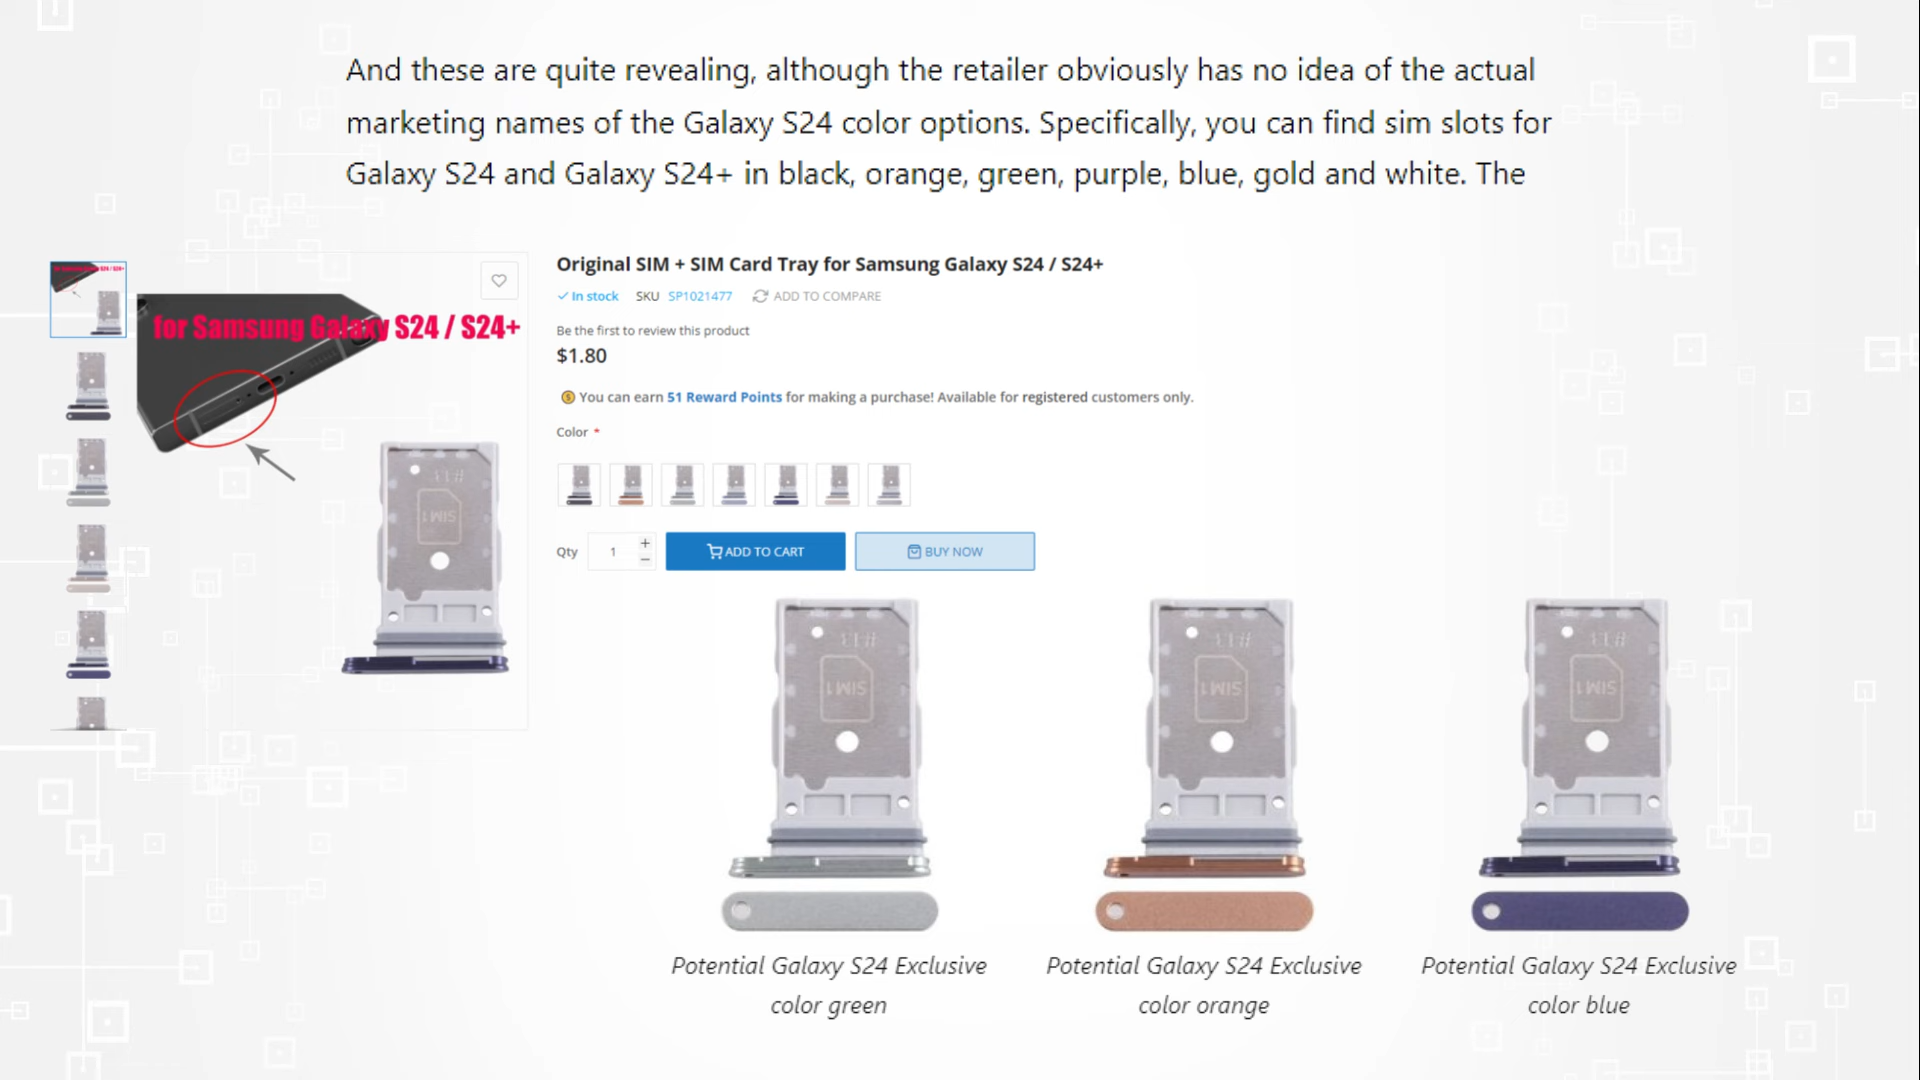 And these are quite revealing, although the retailer obviously has no idea of the actual
marketing names of the Galaxy S24 color options. Specifically, you can find sim slots for
Galaxy S24 and Galaxy S24+ in black, orange, green, purple, blue, gold and white. The
for Samsung Galaxy S24 / S24+
Original SIM + SIM Card Tray for Samsung Galaxy S24 / S24+
In stock SKU SP1021477 ADD TO COMPARE
Be the first to review this product
$1.80
You can earn 51 Reward Points for making a purchase! Available for registered customers only.
Color *
Qty 1 + − ADD TO CART BUY NOW
#13
SIM1
#13 #13 #13
SIM1 SIM1 SIM1
Potential Galaxy S24 Exclusive
color green
Potential Galaxy S24 Exclusive
color orange
Potential Galaxy S24 Exclusive
color blue